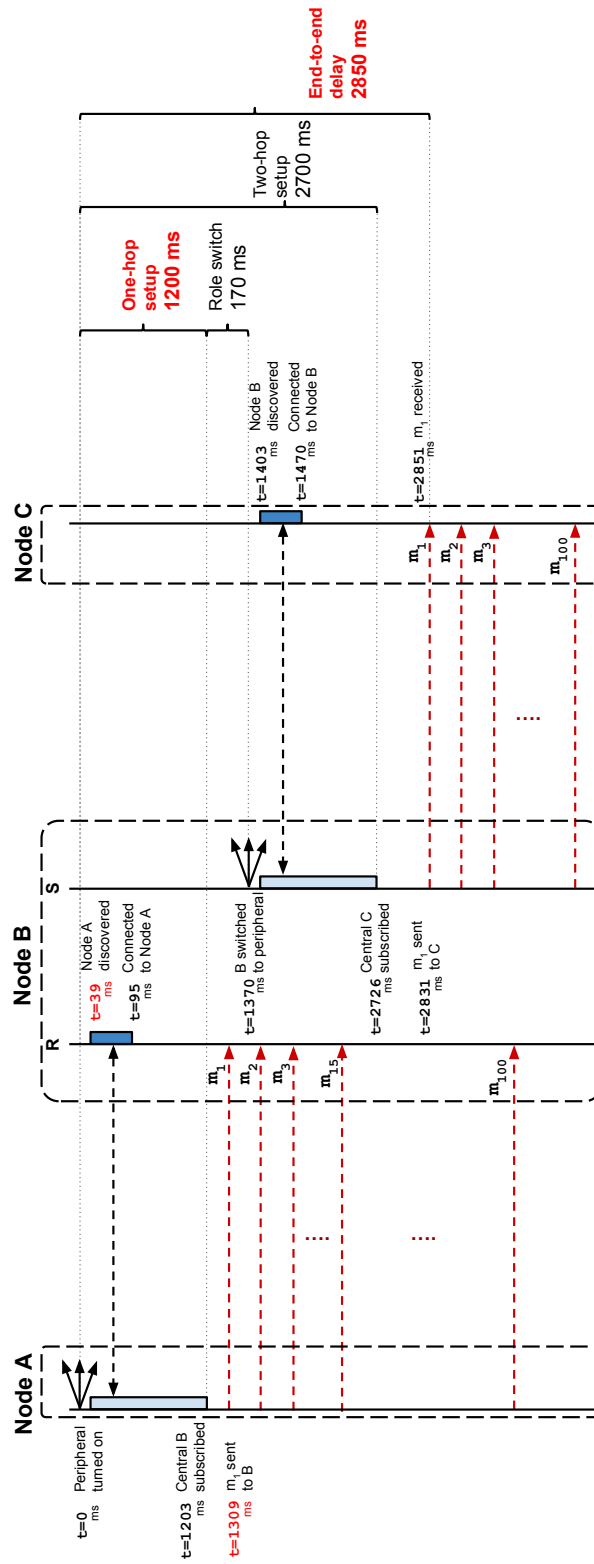 Node A
Node B
Node C
R
S
t=0 ms Peripheral
turned on
t=1203 ms Central B
subscribed
t=1309 ms m1 sent
to B
t=39 ms Node A
discovered
t=95 ms Connected
to Node A
m1
m2
m3
....
m15
....
m100
t=1370 ms B switched
to peripheral
t=2726 ms Central C
subscribed
t=2831 ms m1 sent
to C
t=1403 ms Node B
discovered
t=1470 ms Connected
to Node B
t=2851 ms m1 received
m1
m2
m3
....
m100
One-hop
setup
1200 ms
Role switch
170 ms
Two-hop
setup
2700 ms
End-to-end
delay
2850 ms